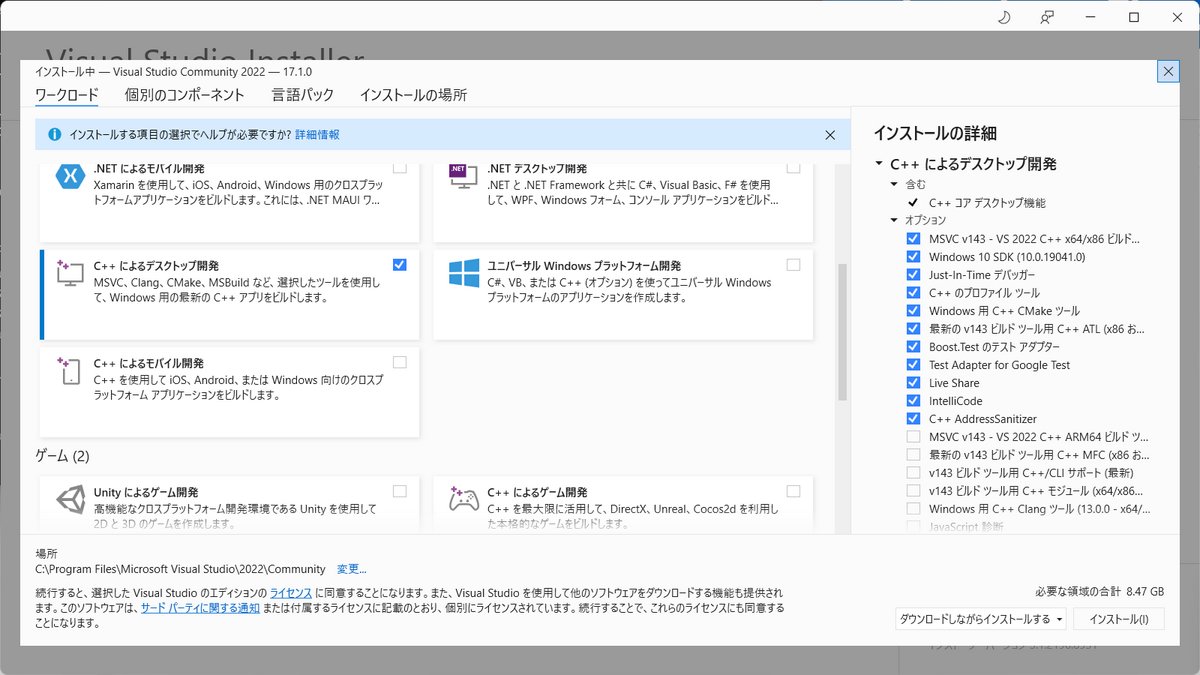 Visual Studio Installer
インストール中 — Visual Studio Community 2022 — 17.1.0
ワークロード 個別のコンポーネント 言語パック インストールの場所
インストールする項目の選択でヘルプが必要ですか? 詳細情報
.NET によるモバイル開発
Xamarin を使用して、iOS、Android、Windows 用のクロスプラッ
トフォームアプリケーションをビルドします。これには、.NET MAUI ワ...
.NET
.NET デスクトップ開発
.NET と .NET Framework と共に C#、Visual Basic、F# を使用
して、WPF、Windows フォーム、コンソール アプリケーションをビルド...
C++ によるデスクトップ開発
MSVC、Clang、CMake、MSBuild など、選択したツールを使用し
て、Windows 用の最新の C++ アプリをビルドします。
ユニバーサル Windows プラットフォーム開発
C#、VB、または C++ (オプション) を使ってユニバーサル Windows
プラットフォームのアプリケーションを作成します。
C++ によるモバイル開発
C++ を使用して iOS、Android、または Windows 向けのクロスプ
ラットフォーム アプリケーションをビルドします。
ゲーム (2)
Unity によるゲーム開発
高機能なクロスプラットフォーム開発環境である Unity を使用して
2D と 3D のゲームを作成します。
C++ によるゲーム開発
C++ を最大限に活用して、DirectX、Unreal、Cocos2d を利用し
た本格的なゲームをビルドします。
インストールの詳細
C++ によるデスクトップ開発
含む
C++ コア デスクトップ機能
オプション
MSVC v143 - VS 2022 C++ x64/x86 ビルド...
Windows 10 SDK (10.0.19041.0)
Just-In-Time デバッガー
C++ のプロファイル ツール
Windows 用 C++ CMake ツール
最新の v143 ビルド ツール用 C++ ATL (x86 お...
Boost.Test のテスト アダプター
Test Adapter for Google Test
Live Share
IntelliCode
C++ AddressSanitizer
MSVC v143 - VS 2022 C++ ARM64 ビルド ツ...
最新の v143 ビルド ツール用 C++ MFC (x86 お...
v143 ビルド ツール用 C++/CLI サポート (最新)
v143 ビルド ツール用 C++ モジュール (x64/x86...
Windows 用 C++ Clang ツール (13.0.0 - x64/...
JavaScript 診断
場所
C:\Program Files\Microsoft Visual Studio\2022\Community 変更...
続行すると、選択した Visual Studio のエディションの ライセンス に同意することになります。また、Visual Studio を使用して他のソフトウェアをダウンロードする機能も提供され
ます。このソフトウェアは、サード パーティに関する通知 または付属するライセンスに記載のとおり、個別にライセンスされています。続行することで、これらのライセンスにも同意する
ことになります。
必要な領域の合計 8.47 GB
ダウンロードしながらインストールする インストール(I)